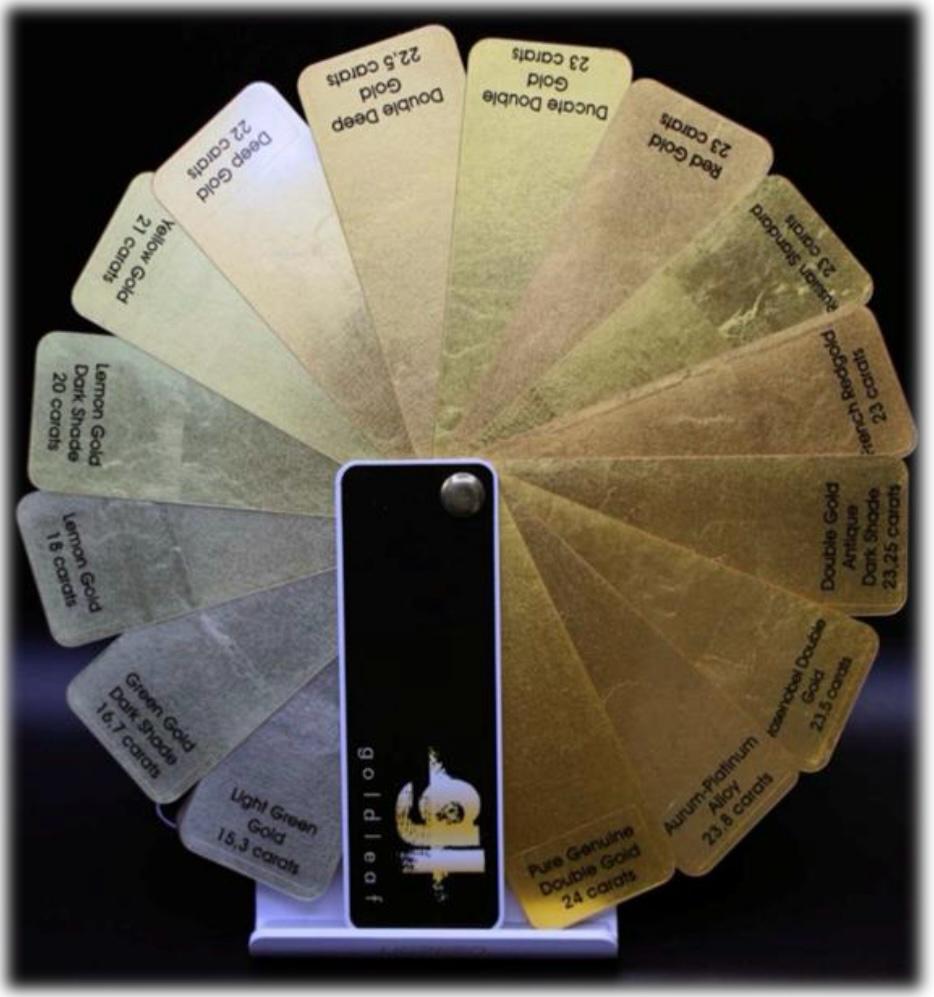 Light Green
Gold
15,3 carats
Green Gold
Dark Shade
16,7 carats
Lemon Gold
18 carats
Lemon Gold
Dark Shade
20 carats
Yellow Gold
21 carats
Deep Gold
22 carats
Double Deep
Gold
22,5 carats
Ducate Double
Gold
23 carats
Red Gold
23 carats
Russian Standard
23 carats
French Redgold
23 carats
Double Gold
Antique
Dark Shade
23,25 carats
Rosenobel Double
Gold
23,5 carats
Aurum-Platinum
Alloy
23,8 carats
Pure Genuine
Double Gold
24 carats
goldleaf